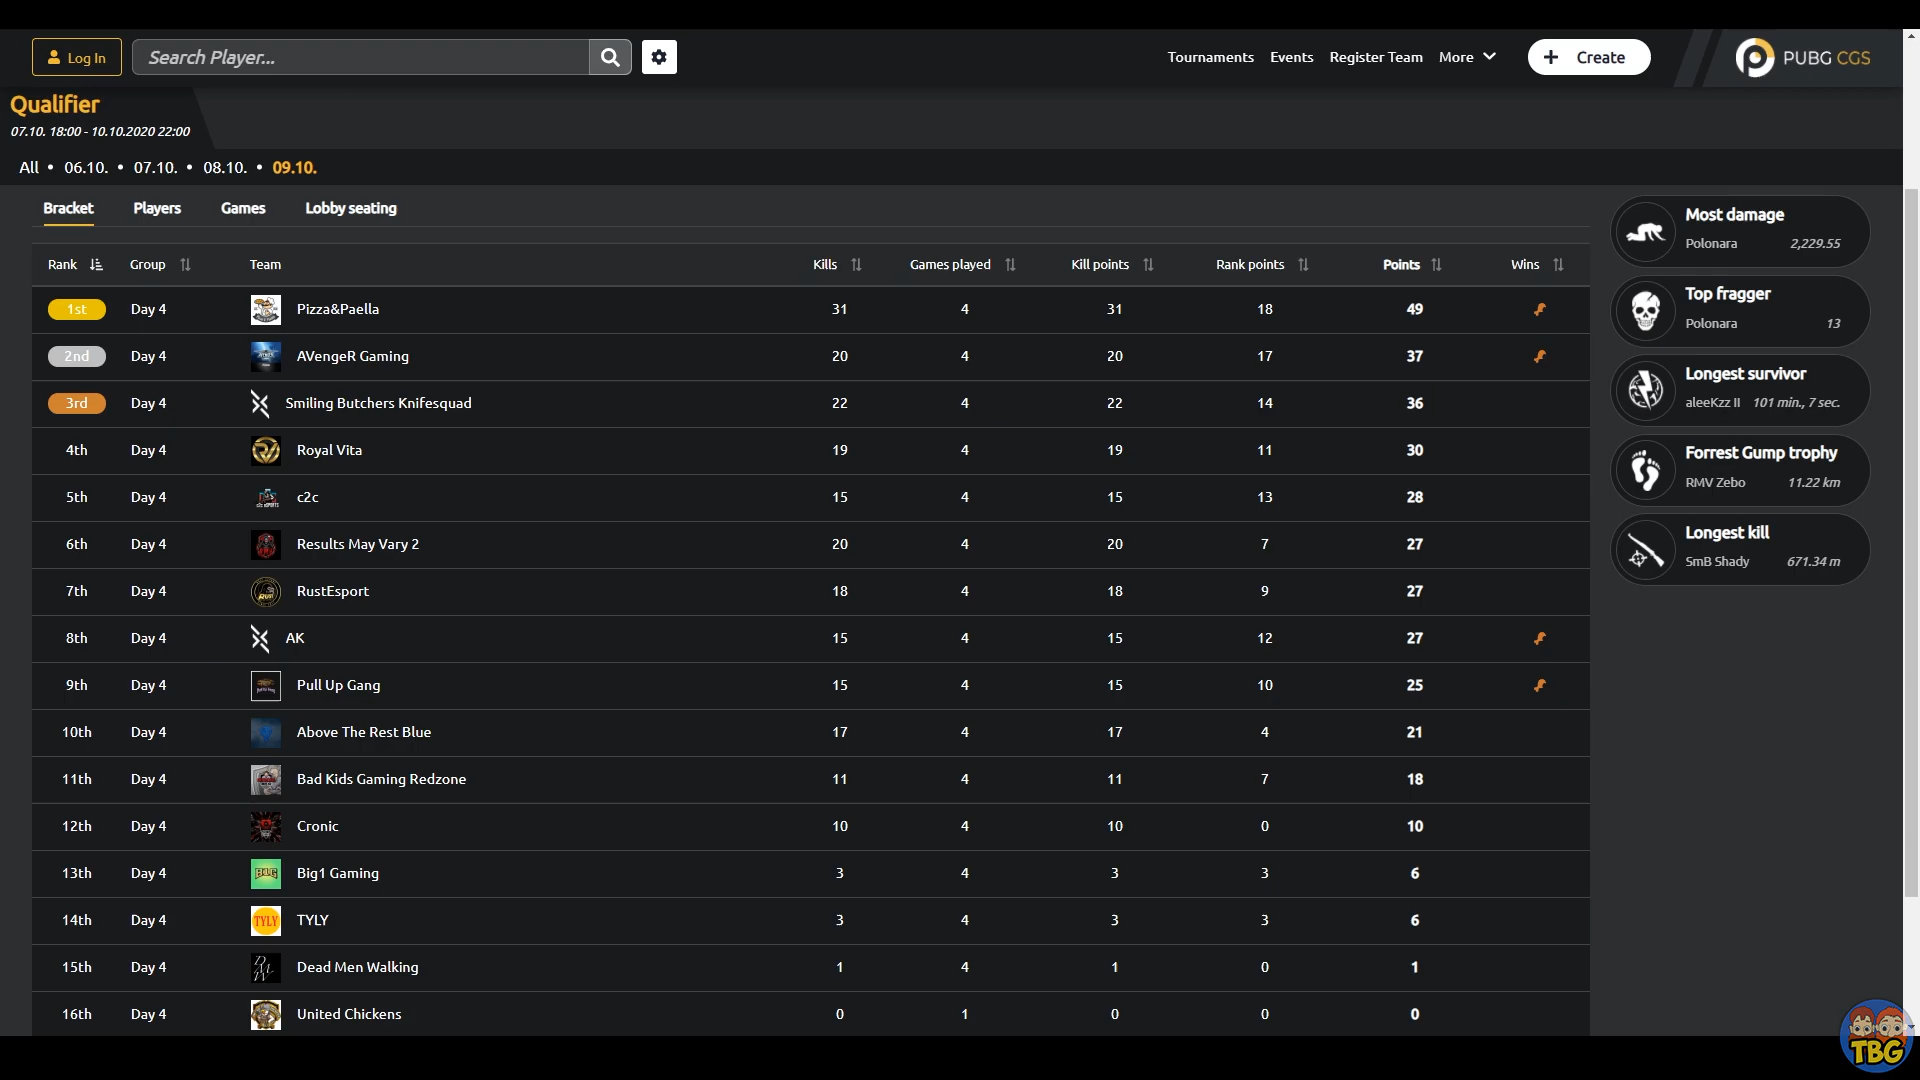 Log In Search Player... Tournaments Events Register Team More Create PUBG CGS
Qualifier
07.10. 18:00 - 10.10.2020 22:00
All • 06.10. • 07.10. • 08.10. • 09.10.
Bracket Players Games Lobby seating
Rank Group Team Kills Games played Kill points Rank points Points Wins
1st Day 4 Pizza&Paella 31 4 31 18 49
2nd Day 4 AVengeR Gaming 20 4 20 17 37
3rd Day 4 Smiling Butchers Knifesquad 22 4 22 14 36
4th Day 4 Royal Vita 19 4 19 11 30
5th Day 4 c2c 15 4 15 13 28
6th Day 4 Results May Vary 2 20 4 20 7 27
7th Day 4 RustEsport 18 4 18 9 27
8th Day 4 AK 15 4 15 12 27
9th Day 4 Pull Up Gang 15 4 15 10 25
10th Day 4 Above The Rest Blue 17 4 17 4 21
11th Day 4 Bad Kids Gaming Redzone 11 4 11 7 18
12th Day 4 Cronic 10 4 10 0 10
13th Day 4 BIG Big1 Gaming 3 4 3 3 6
14th Day 4 TYLY TYLY 3 4 3 3 6
15th Day 4 Dead Men Walking 1 4 1 0 1
16th Day 4 United Chickens 0 1 0 0 0
Most damage
Polonara 2,229.55
Top fragger
Polonara 13
Longest survivor
aleeKzz II 101 min., 7 sec.
Forrest Gump trophy
RMV Zebo 11.22 km
Longest kill
SmB Shady 671.34 m
TBG